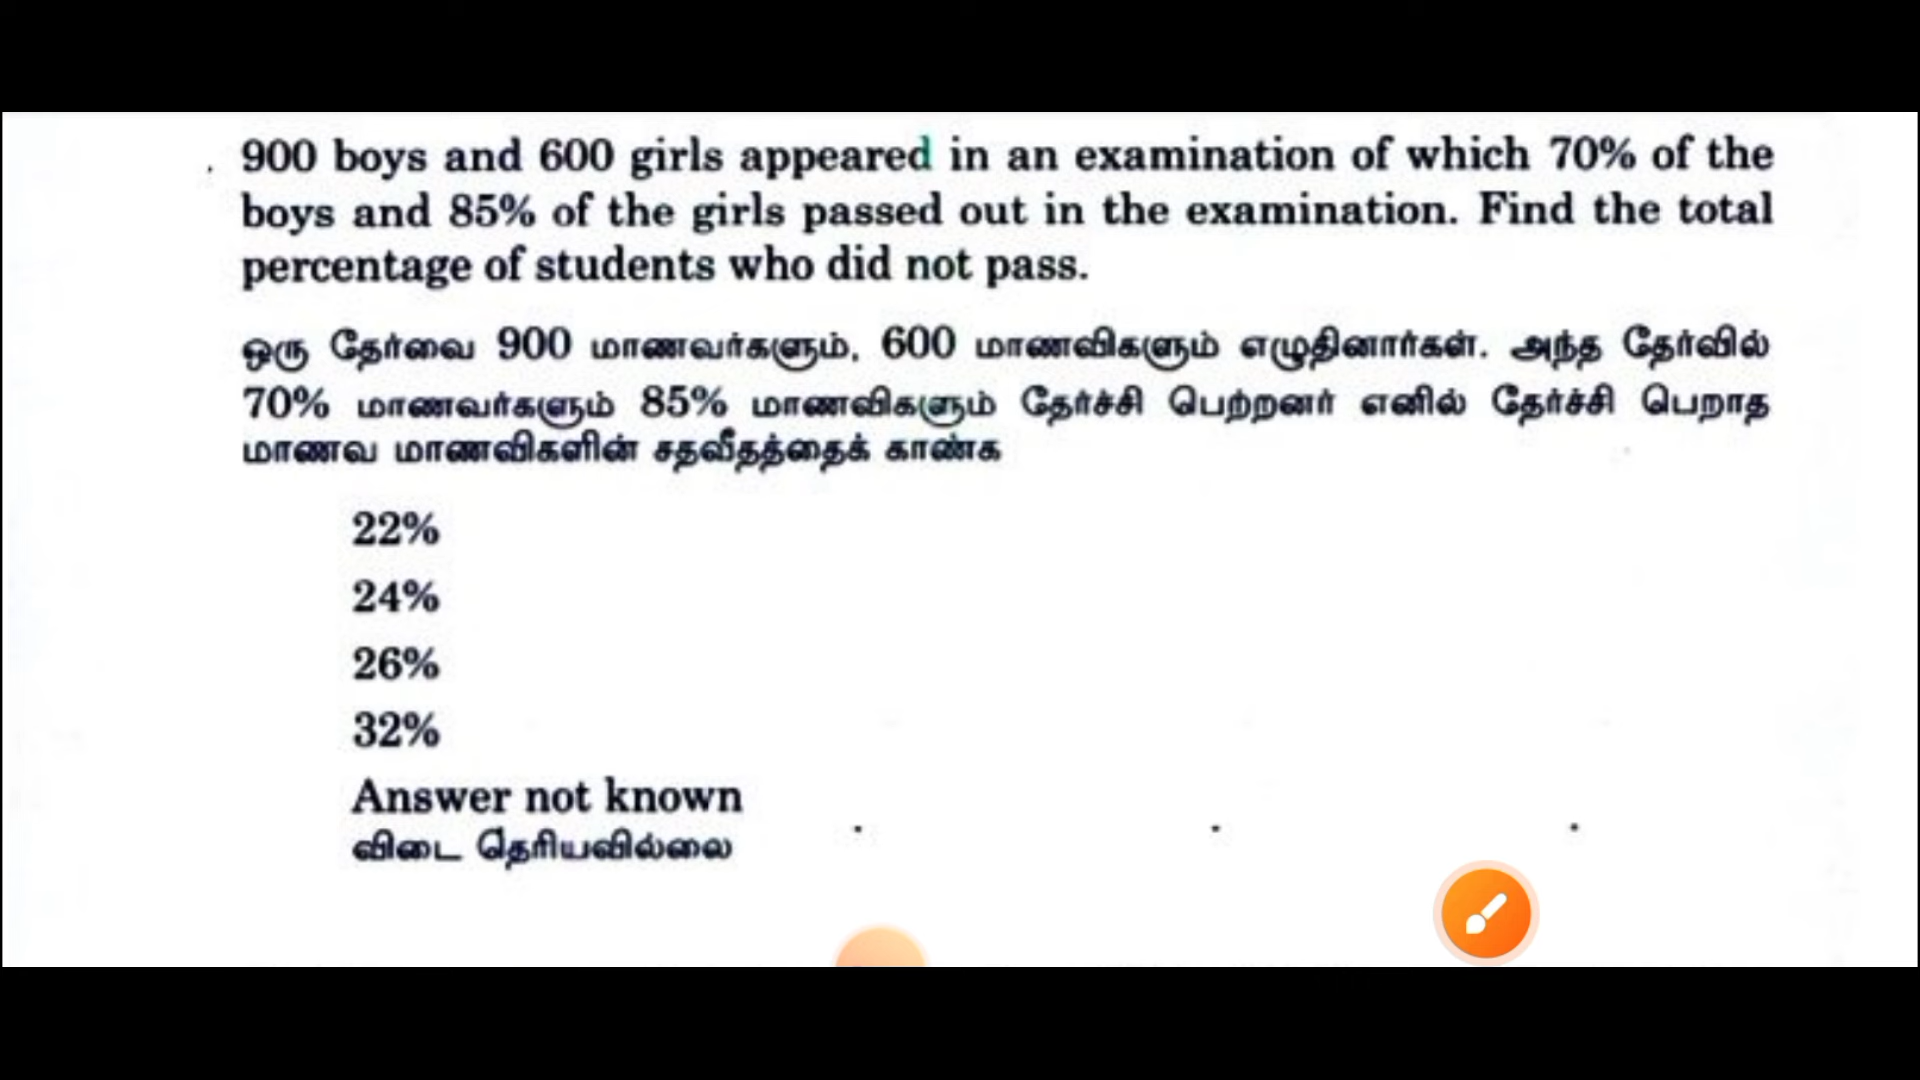 900 boys and 600 girls appeared in an examination of which 70% of the
boys and 85% of the girls passed out in the examination. Find the total
percentage of students who did not pass.
ஒரு தேர்வை 900 மாணவர்களும், 600 மாணவிகளும் எழுதினார்கள். அந்த தேர்வில்
70% மாணவர்களும் 85% மாணவிகளும் தேர்ச்சி பெற்றனர் எனில் தேர்ச்சி பெறாத
மாணவ மாணவிகளின் சதவீதத்தைக் காண்க
22%
24%
26%
32%
Answer not known
விடை தெரியவில்லை